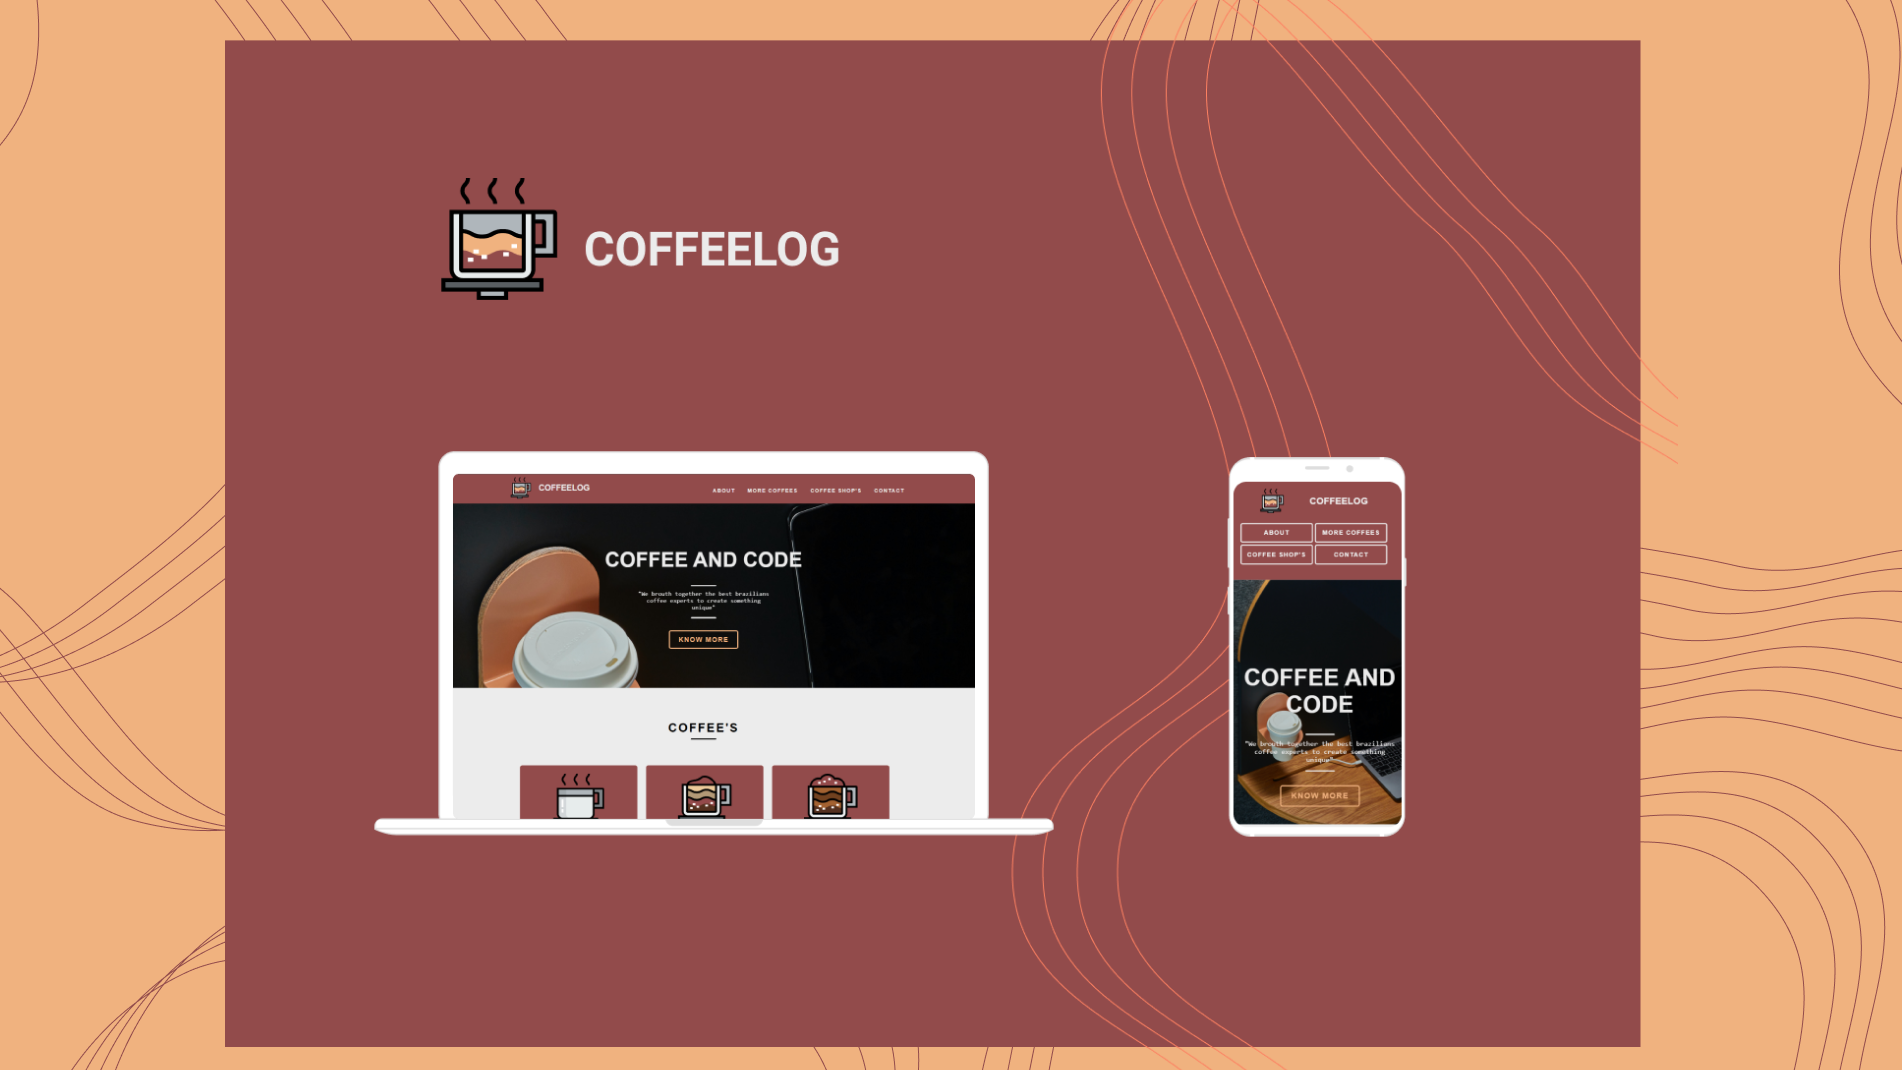 COFFEELOG
COFFEELOG
ABOUT MORE COFFEES COFFEE SHOP'S CONTACT
COFFEE AND CODE
"We brouth together the best brazilians
coffee experts to create something
unique"
KNOW MORE
COFFEE'S
COFFEELOG
ABOUT MORE COFFEES
COFFEE SHOP'S CONTACT
COFFEE AND
CODE
"We brouth together the best brazilians
coffee experts to create something
unique"
KNOW MORE